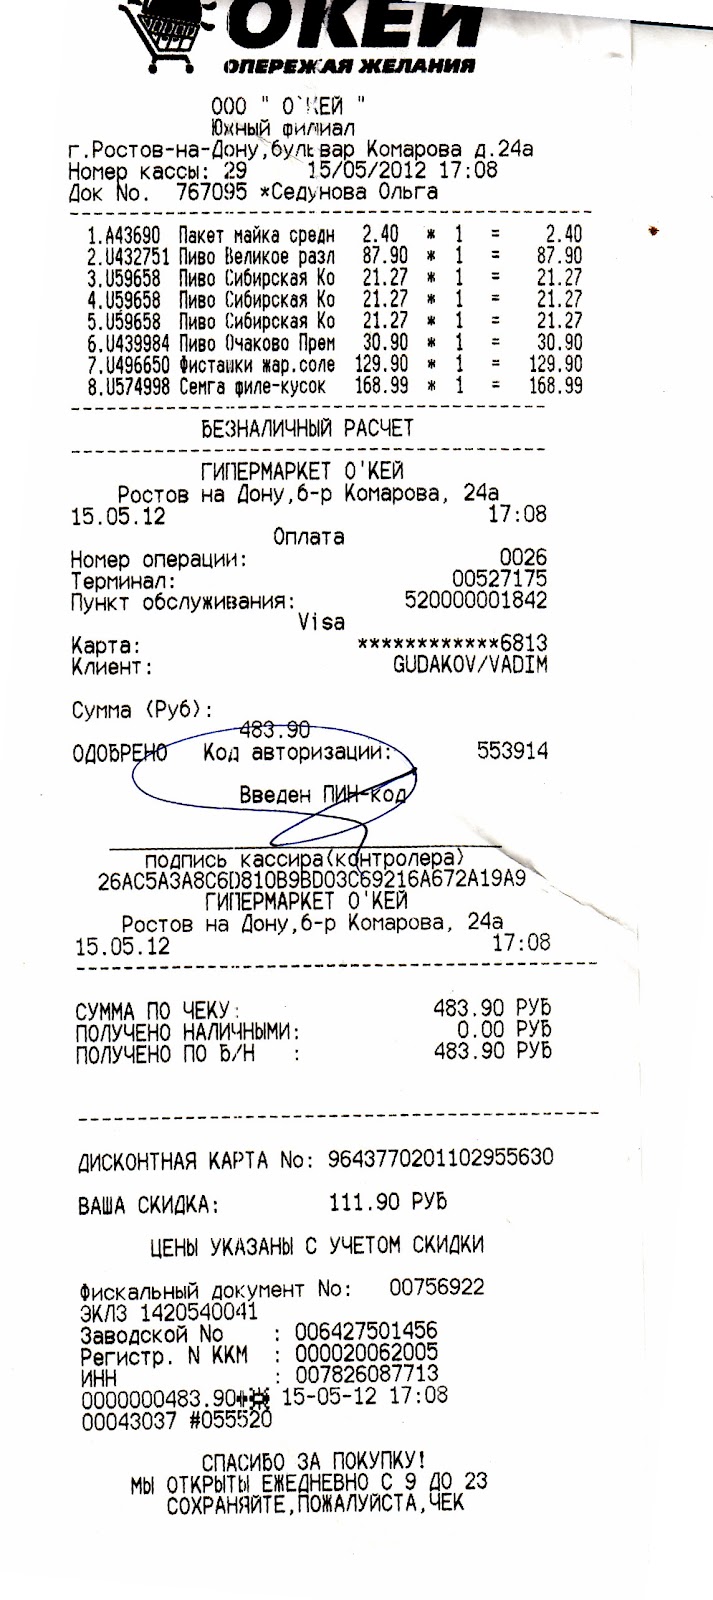 ОКЕЙ
ОПЕРЕЖАЯ ЖЕЛАНИЯ
ООО " О`КЕЙ "
Южный филиал
г.Ростов-на-Дону,бульвар Комарова д.24а
Номер кассы: 29 15/05/2012 17:08
Док No. 767095 *Седунова Ольга
1.A43690 Пакет майка средн 2.40 * 1 = 2.40
2.U432751 Пиво Великое разл 87.90 * 1 = 87.90
3.U59658 Пиво Сибирская Ко 21.27 * 1 = 21.27
4.U59658 Пиво Сибирская Ко 21.27 * 1 = 21.27
5.U59658 Пиво Сибирская Ко 21.27 * 1 = 21.27
6.U439984 Пиво Очаково Прем 30.90 * 1 = 30.90
7.U496650 Фисташки жар.соле 129.90 * 1 = 129.90
8.U574998 Семга филе-кусок 168.99 * 1 = 168.99
БЕЗНАЛИЧНЫЙ РАСЧЕТ
ГИПЕРМАРКЕТ О'КЕЙ
Ростов на Дону,б-р Комарова, 24а
15.05.12 17:08
Оплата
Номер операции: 0026
Терминал: 00527175
Пункт обслуживания: 520000001842
Visa
Карта: ************6813
Клиент: GUDAKOV/VADIM
Сумма (Руб):
483.90
ОДОБРЕНО Код авторизации: 553914
Введен ПИН-код
подпись кассира(контролера)
26AC5A3A8C6D810B9BD03C69216A672A19A9
ГИПЕРМАРКЕТ О'КЕЙ
Ростов на Дону,б-р Комарова, 24а
15.05.12 17:08
СУММА ПО ЧЕКУ: 483.90 РУБ
ПОЛУЧЕНО НАЛИЧНЫМИ: 0.00 РУБ
ПОЛУЧЕНО ПО Б/Н : 483.90 РУБ
ДИСКОНТНАЯ КАРТА No: 9643770201102955630
ВАША СКИДКА: 111.90 РУБ
ЦЕНЫ УКАЗАНЫ С УЧЕТОМ СКИДКИ
Фискальный документ No: 00756922
ЭКЛЗ 1420540041
Заводской No : 006427501456
Регистр. N ККМ : 000020062005
ИНН : 007826087713
0000000483.90 15-05-12 17:08
00043037 #055520
СПАСИБО ЗА ПОКУПКУ!
МЫ ОТКРЫТЫ ЕЖЕДНЕВНО С 9 ДО 23
СОХРАНЯЙТЕ,ПОЖАЛУЙСТА,ЧЕК